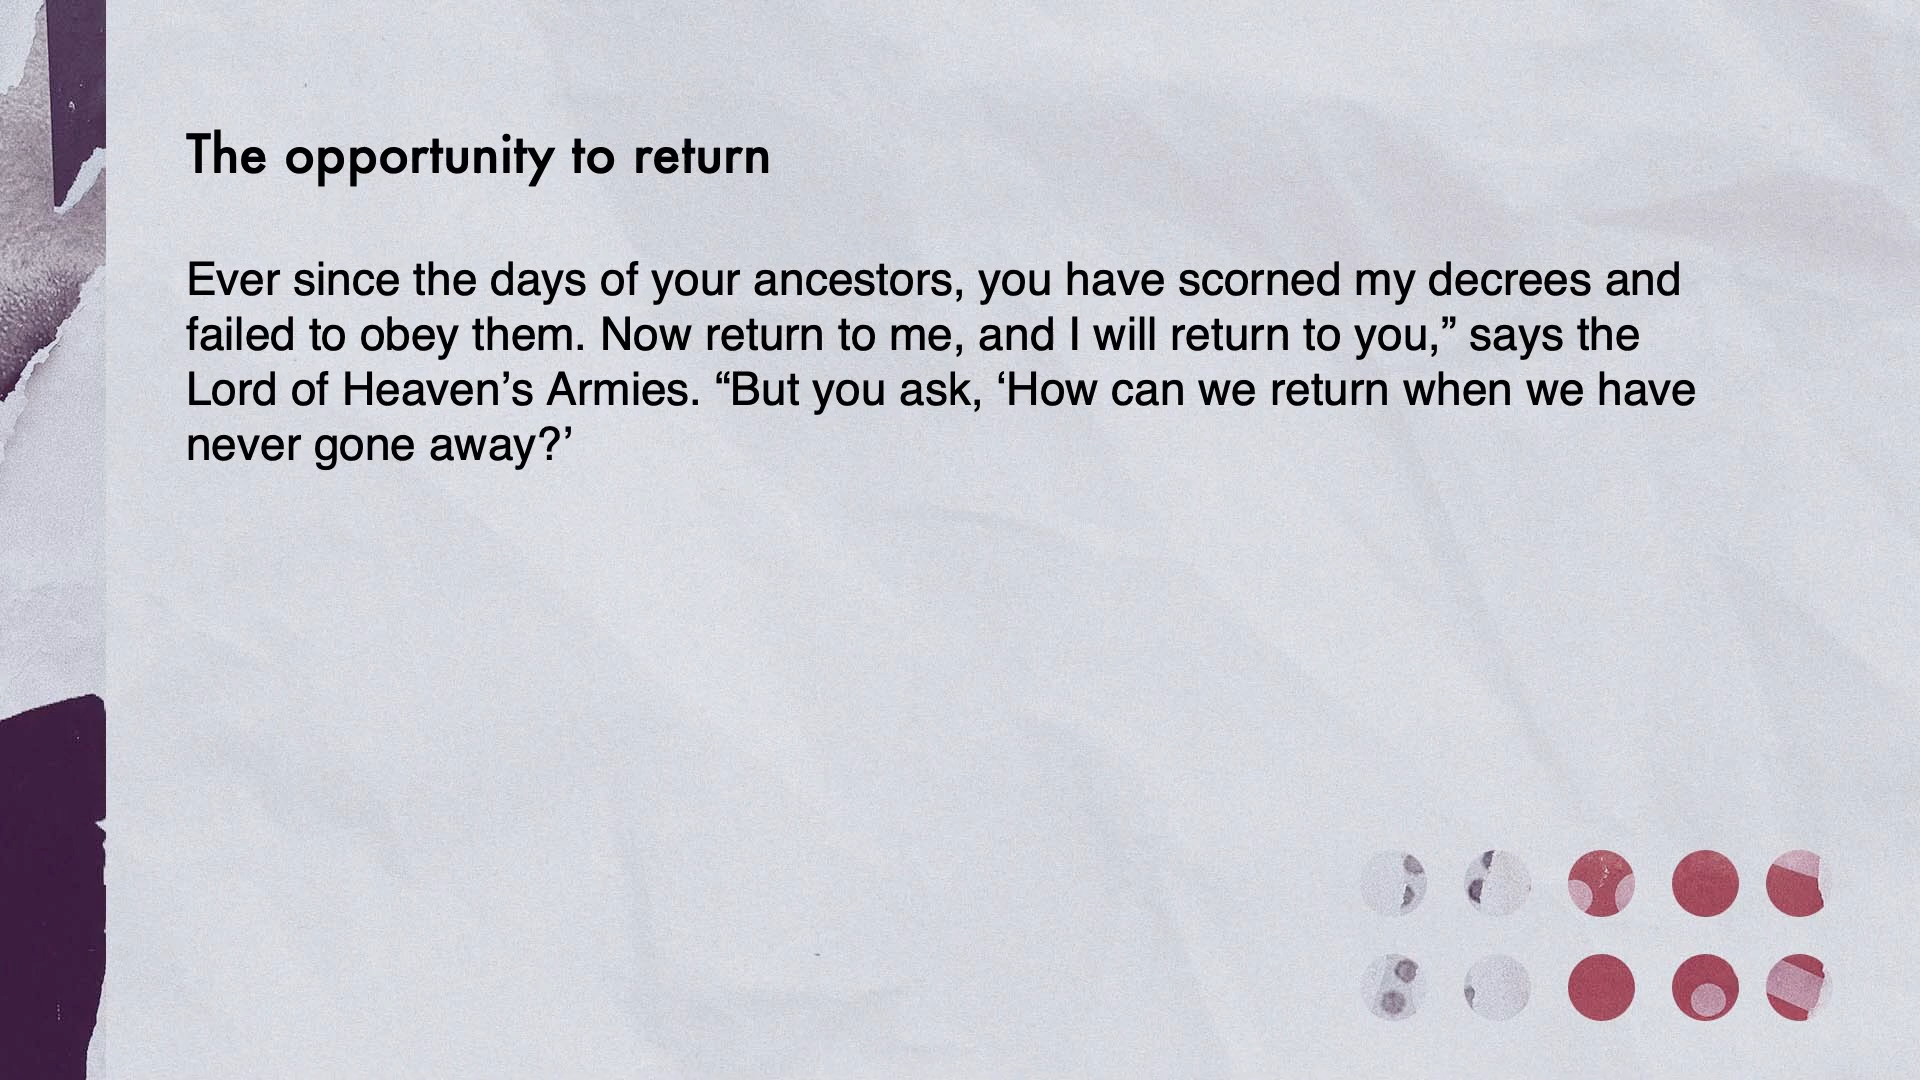 The opportunity to return
Ever since the days of your ancestors, you have scorned my decrees and
failed to obey them. Now return to me, and I will return to you,” says the
Lord of Heaven’s Armies. “But you ask, ‘How can we return when we have
never gone away?’